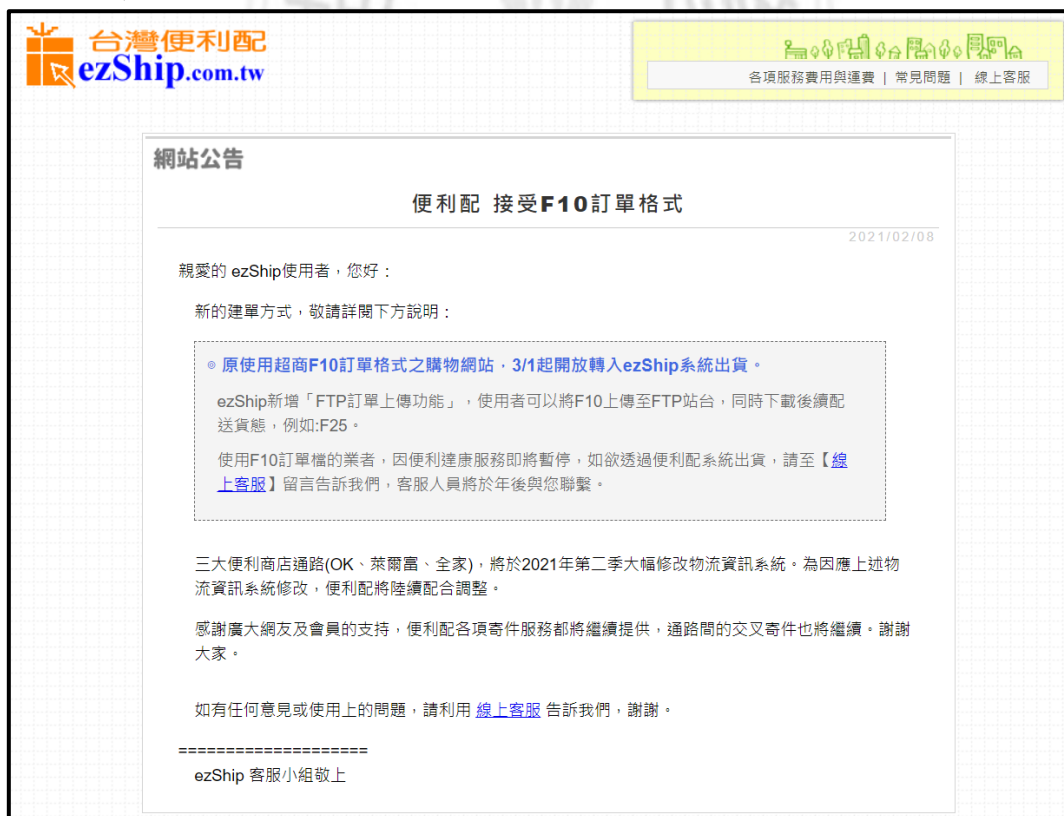 台灣便利配
ezShip.com.tw
各項服務費用與運費 | 常見問題 | 線上客服
網站公告
便利配 接受F10訂單格式
2021/02/08
親愛的 ezShip使用者，您好：
新的建單方式，敬請詳閱下方說明：
◎ 原使用超商F10訂單格式之購物網站，3/1起開放轉入ezShip系統出貨。
ezShip新增「FTP訂單上傳功能」，使用者可以將F10上傳至FTP站台，同時下載後續配
送貨態，例如:F25。
使用F10訂單檔的業者，因便利達康服務即將暫停，如欲透過便利配系統出貨，請至【線
上客服】留言告訴我們，客服人員將於年後與您聯繫。
三大便利商店通路(OK、萊爾富、全家)，將於2021年第二季大幅修改物流資訊系統。為因應上述物
流資訊系統修改，便利配將陸續配合調整。
感謝廣大網友及會員的支持，便利配各項寄件服務都將繼續提供，通路間的交叉寄件也將繼續。謝謝
大家。
如有任何意見或使用上的問題，請利用 線上客服 告訴我們，謝謝。
====================
ezShip 客服小組敬上